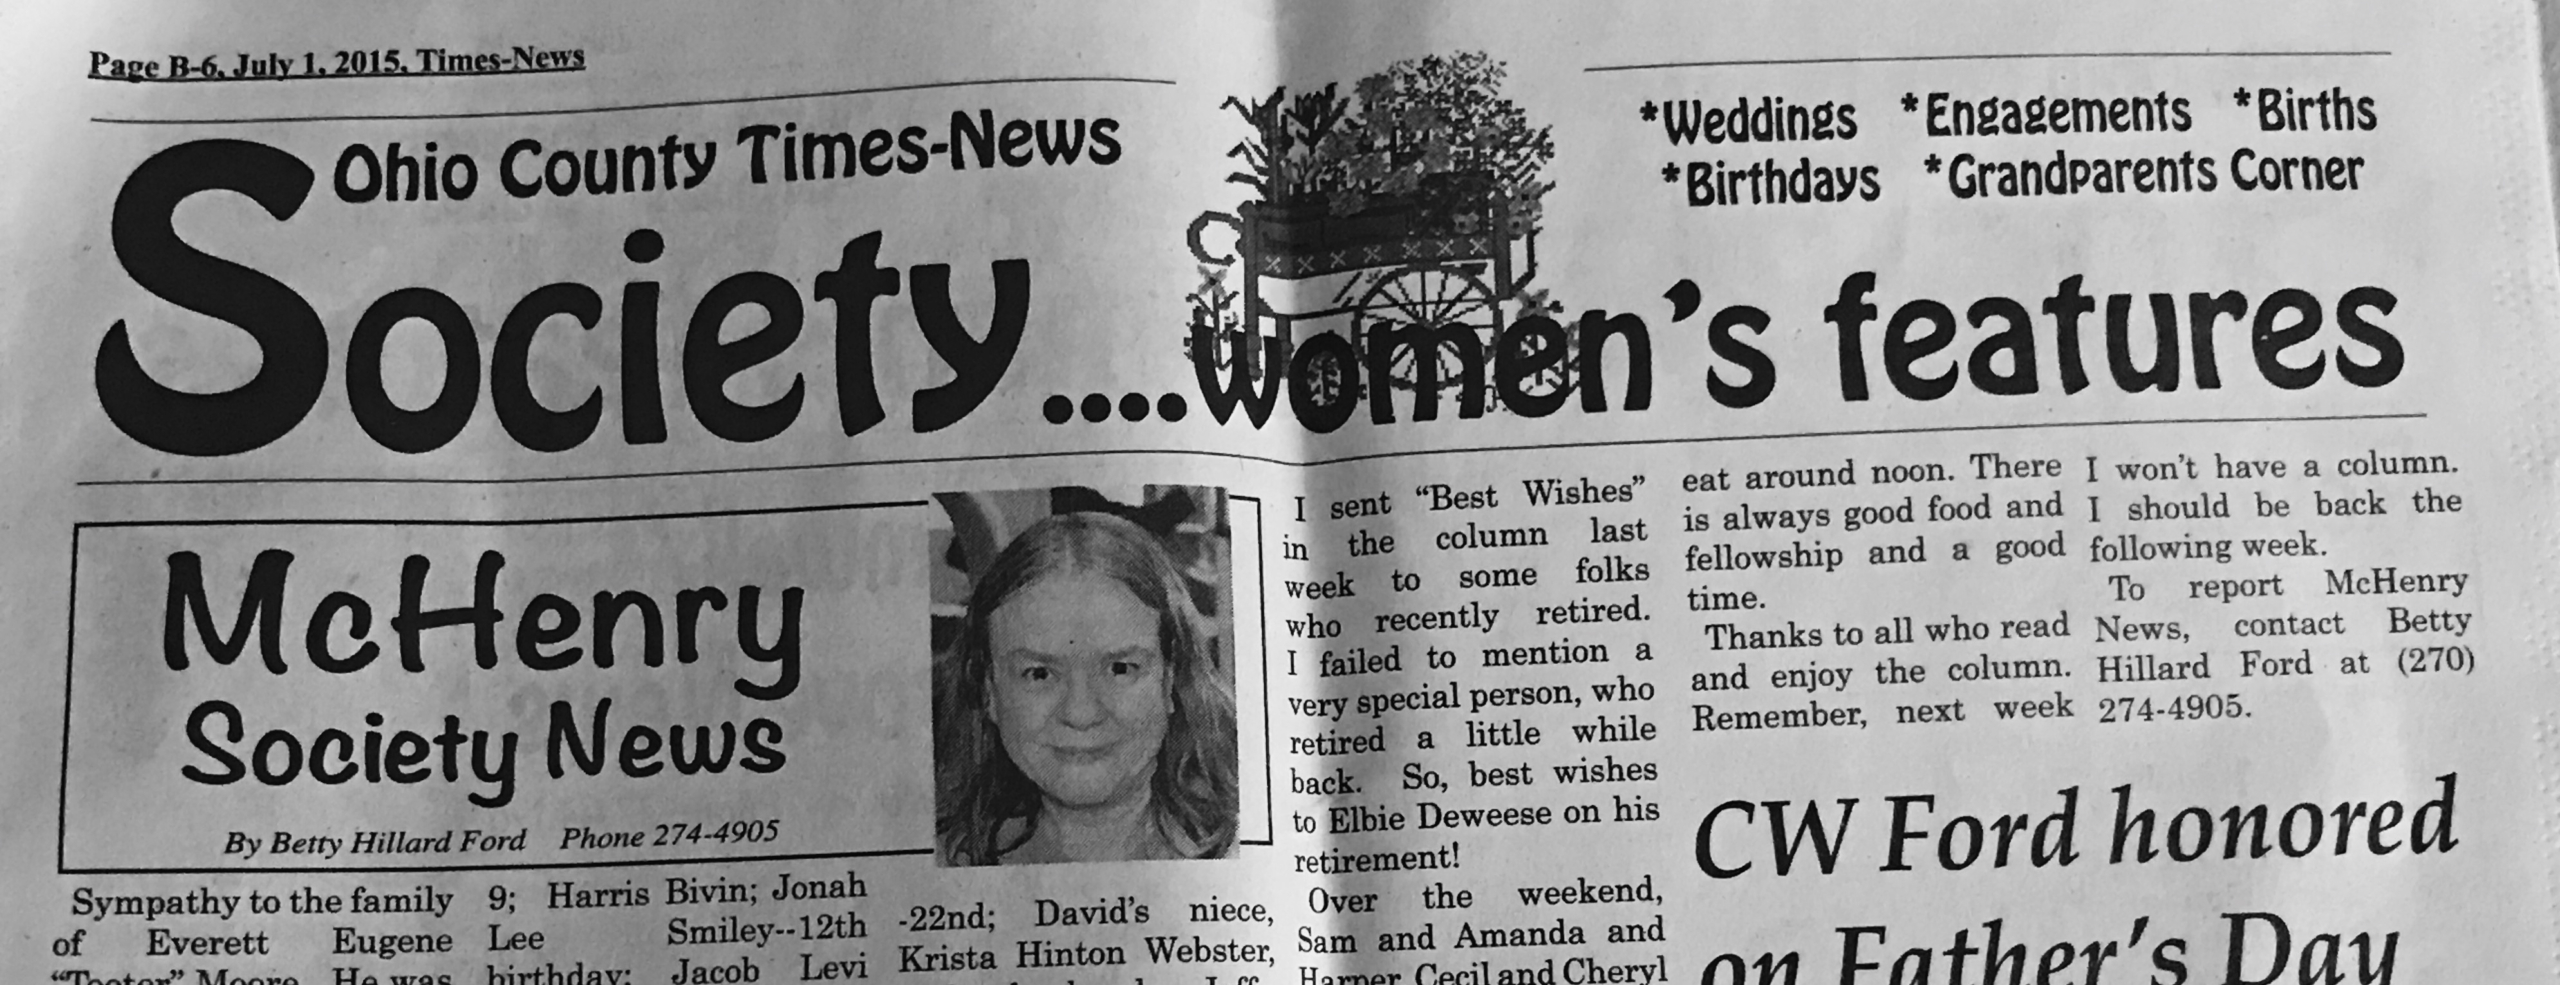 Page B-6, July 1, 2015, Times-News
Ohio County Times-News
Society....women's features
*Weddings *Engagements *Births
*Birthdays *Grandparents Corner
McHenry
Society News
By Betty Hillard Ford Phone 274-4905
Sympathy to the family
of Everett Eugene
"Tooter" Moore. He was
9; Harris Bivin; Jonah
Lee Smiley--12th
birthday; Jacob Levi
-22nd; David's niece,
Krista Hinton Webster,
I sent "Best Wishes"
in the column last
week to some folks
who recently retired.
I failed to mention a
very special person, who
retired a little while
back. So, best wishes
to Elbie Deweese on his
retirement!
Over the weekend,
Sam and Amanda and
Harper Cecil and Cheryl
eat around noon. There
is always good food and
fellowship and a good
time.
Thanks to all who read
and enjoy the column.
Remember, next week
I won't have a column.
I should be back the
following week.
To report McHenry
News, contact Betty
Hillard Ford at (270)
274-4905.
CW Ford honored
on Father's Day